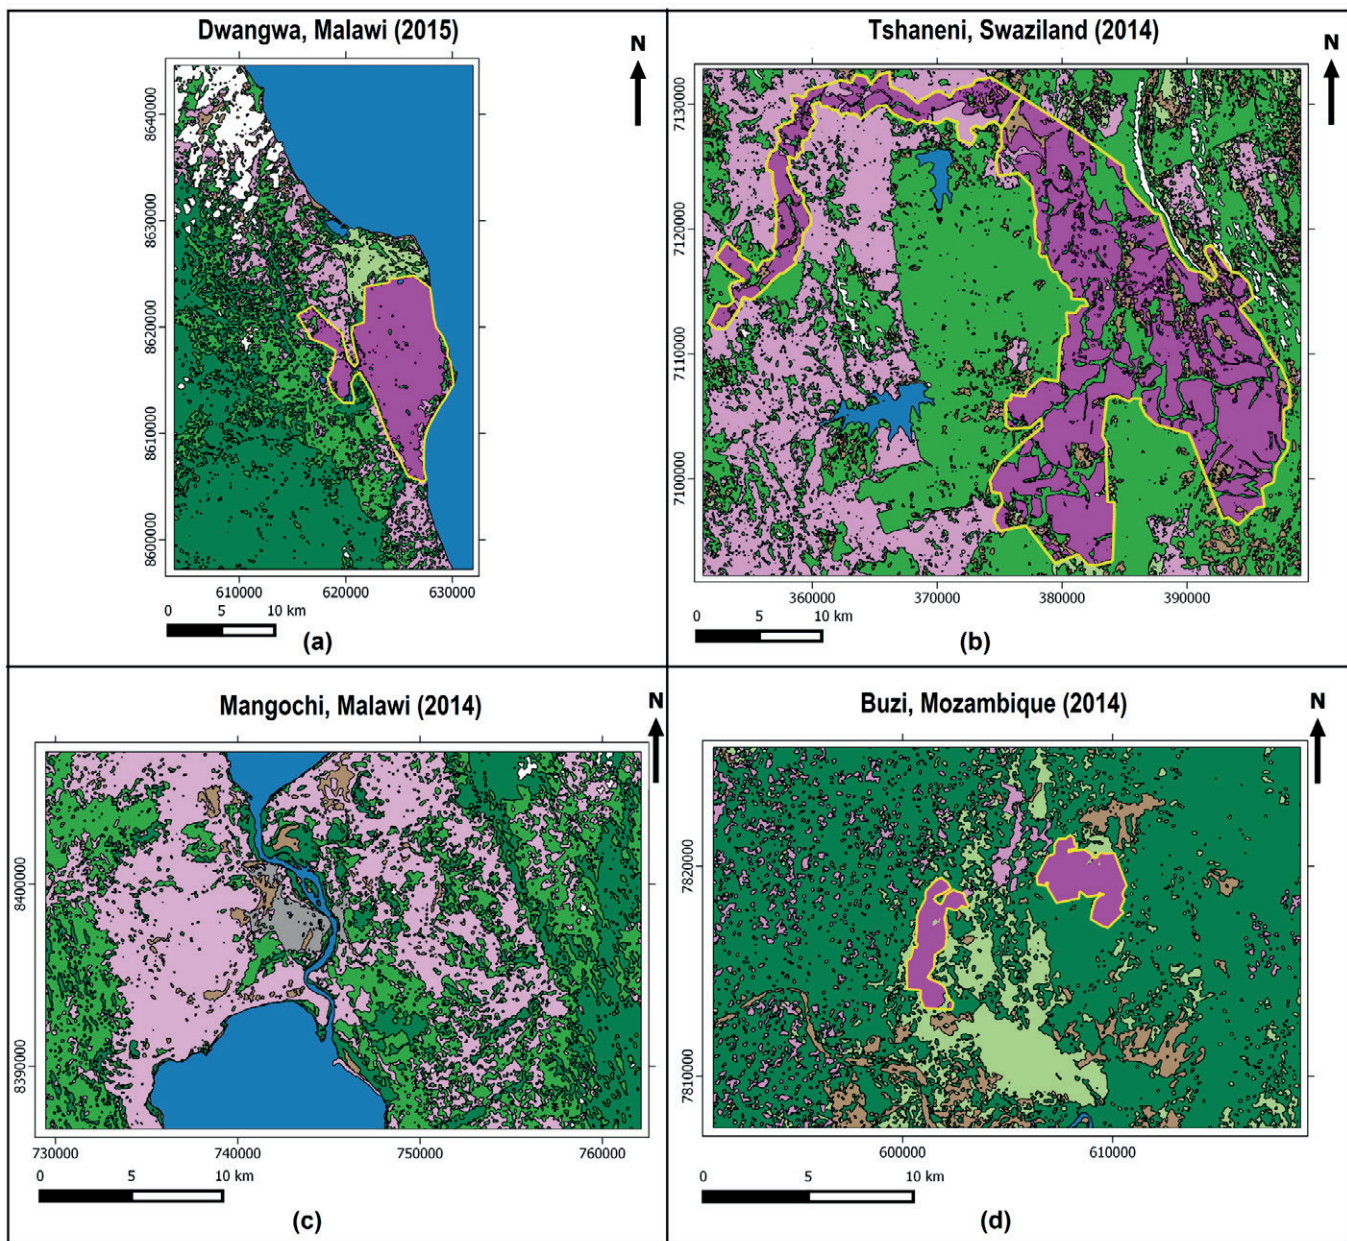 Dwangwa, Malawi (2015)
N
8640000
8630000
8620000
8610000
8600000
610000 620000 630000
0 5 10 km
(a)
Tshaneni, Swaziland (2014)
N
7130000
7120000
7110000
7100000
360000 370000 380000 390000
0 5 10 km
(b)
Mangochi, Malawi (2014)
N
8400000
8390000
730000 740000 750000 760000
0 5 10 km
(c)
Buzi, Mozambique (2014)
N
7820000
7810000
600000 610000
0 5 10 km
(d)